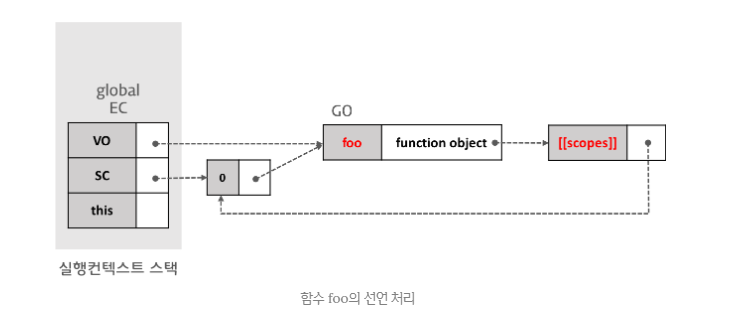 global
EC
GO
VO
foo
function object
[[scopes]]
SC
0
this
실행컨텍스트 스택
함수 foo의 선언 처리